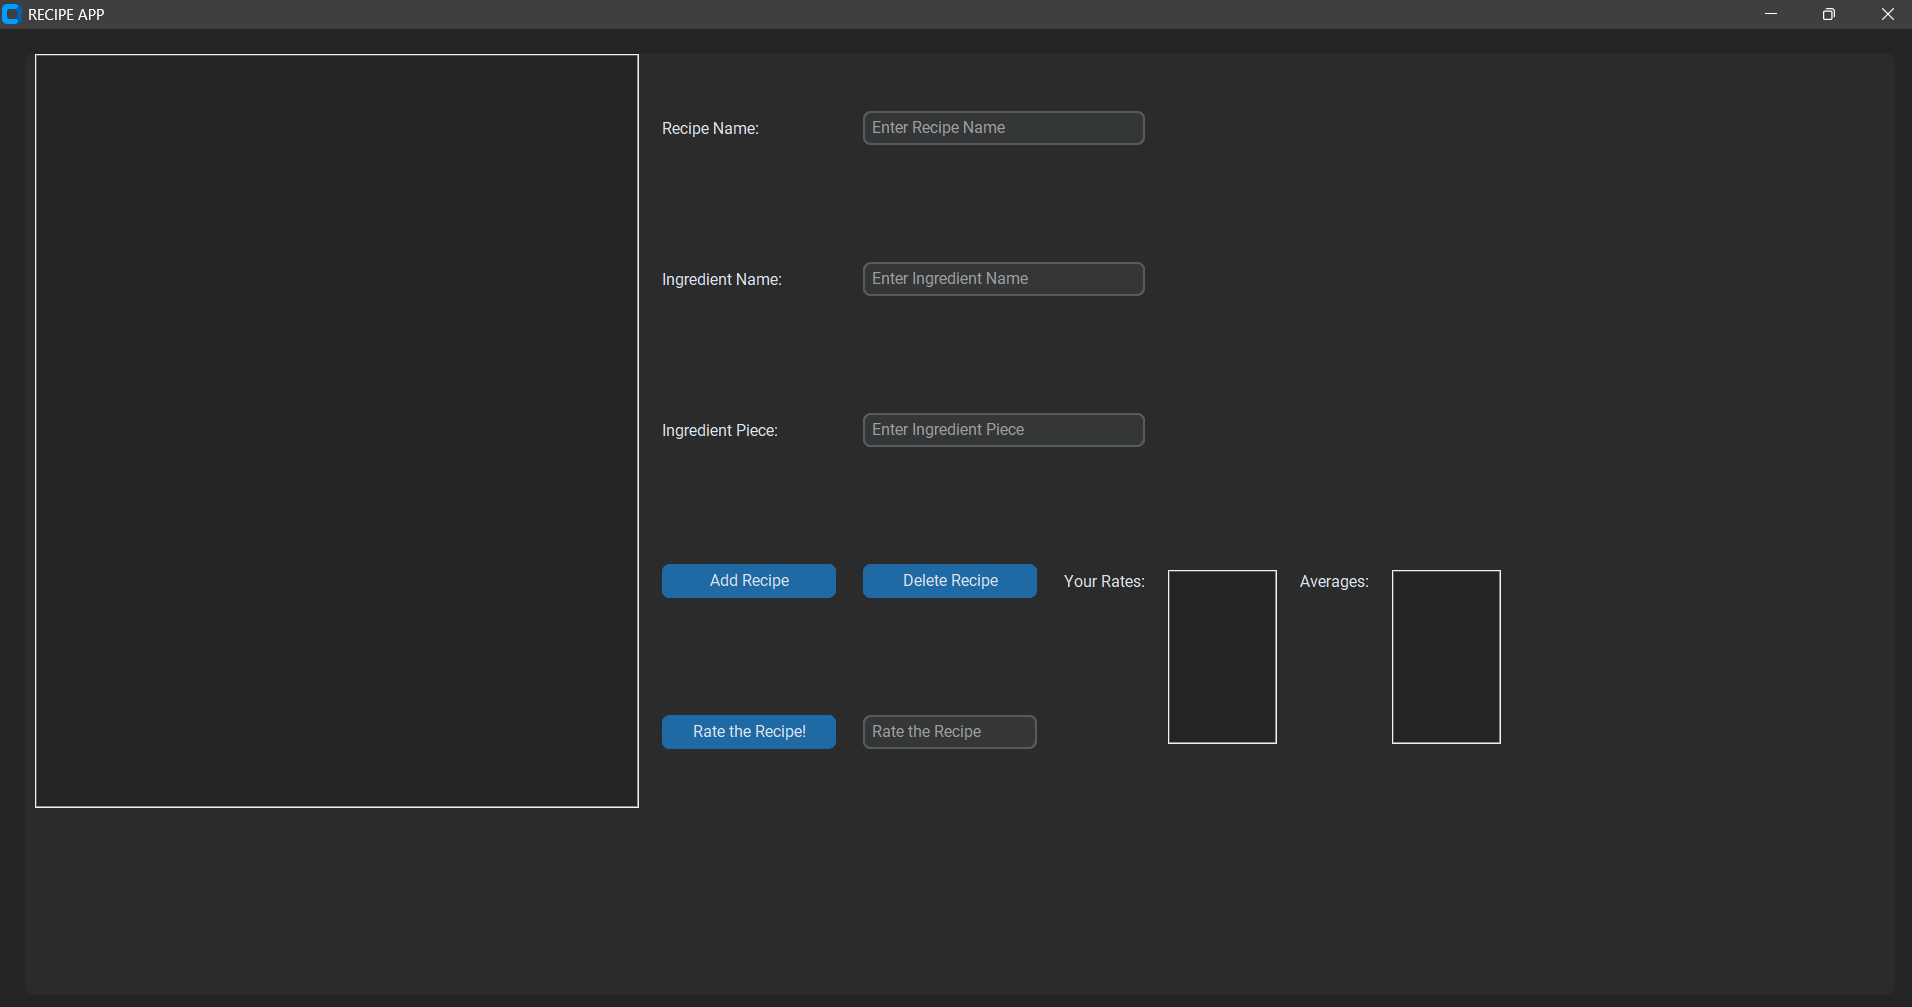 RECIPE APP
Recipe Name: Enter Recipe Name
Ingredient Name: Enter Ingredient Name
Ingredient Piece: Enter Ingredient Piece
Add Recipe Delete Recipe Your Rates: Averages:
Rate the Recipe! Rate the Recipe